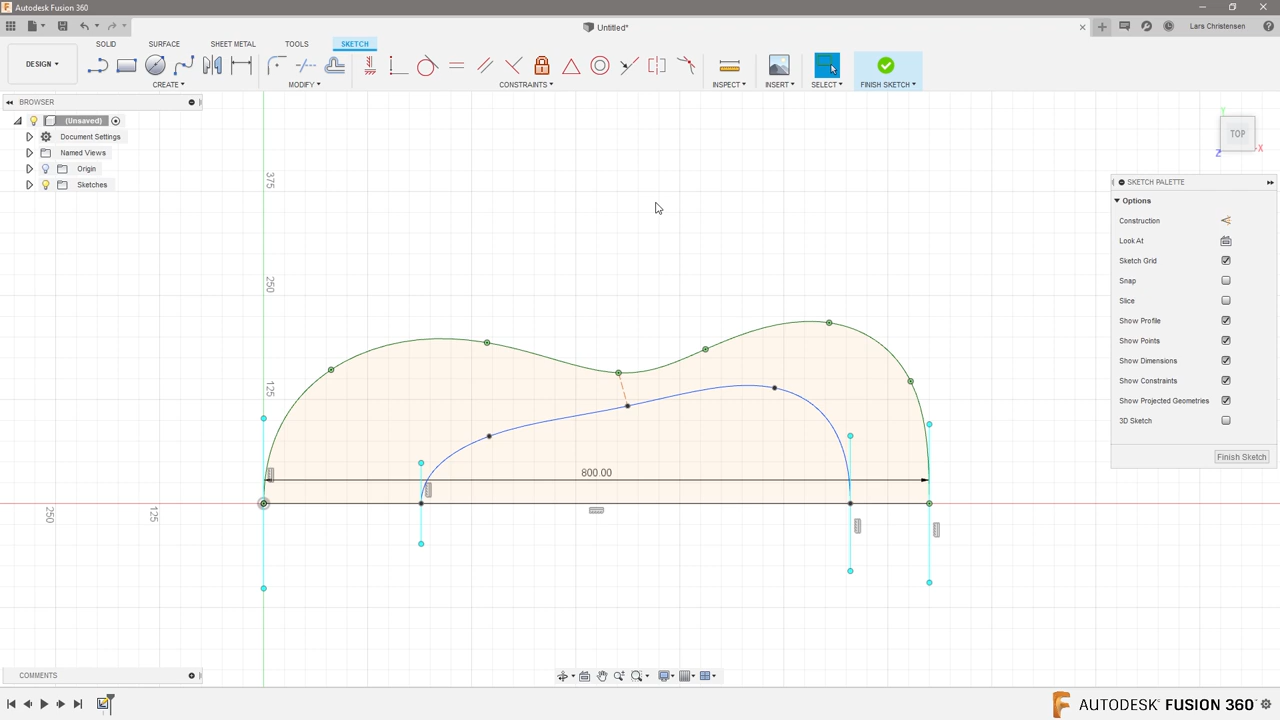 Autodesk Fusion 360
Untitled*
Lars Christensen
SOLID
SURFACE
SHEET METAL
TOOLS
SKETCH
DESIGN
CREATE
MODIFY
CONSTRAINTS
INSPECT
INSERT
SELECT
FINISH SKETCH
BROWSER
(Unsaved)
Document Settings
Named Views
Origin
Sketches
Y
TOP
X
Z
375
250
125
800.00
250
125
SKETCH PALETTE
Options
Construction
Look At
Sketch Grid
Snap
Slice
Show Profile
Show Points
Show Dimensions
Show Constraints
Show Projected Geometries
3D Sketch
Finish Sketch
COMMENTS
AUTODESK FUSION 360